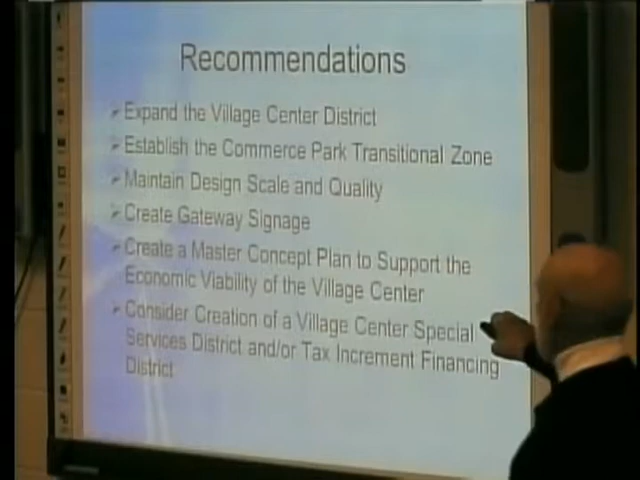 Recommendations
Expand the Village Center District
Establish the Commerce Park Transitional Zone
Maintain Design Scale and Quality
Create Gateway Signage
Create a Master Concept Plan to Support the
Economic Viability of the Village Center
Consider Creation of a Village Center Special
Services District and/or Tax Increment Financing
District